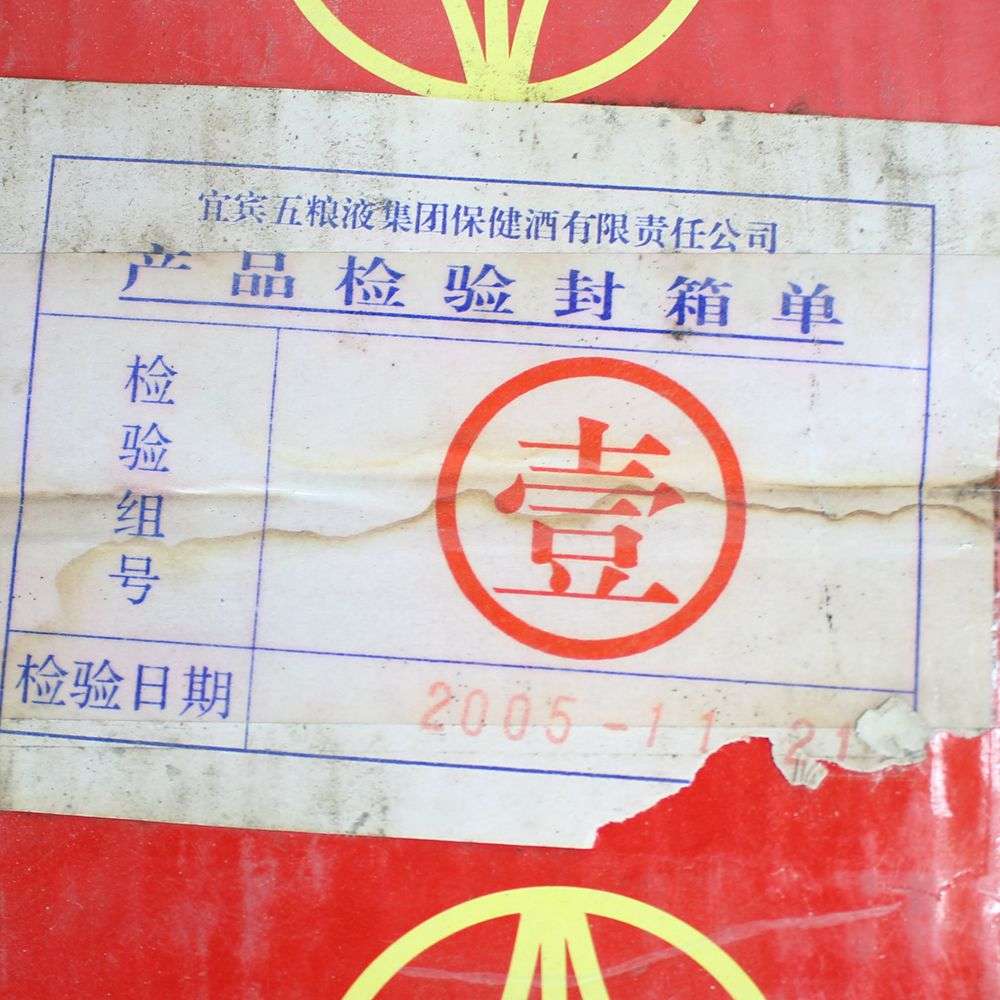 宜宾五粮液集团保健酒有限责任公司
产品检验封箱单
检验组号
壹
检验日期
2005-11 21